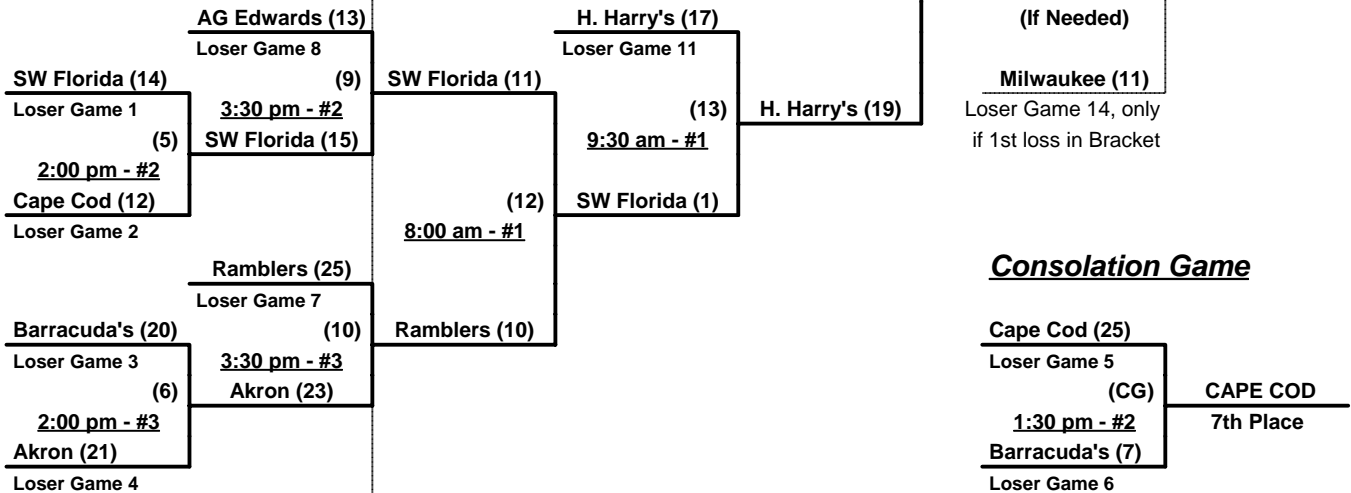 AG Edwards (13)
H. Harry's (17)
(If Needed)
Loser Game 8
Loser Game 11
SW Florida (14)
(9)
SW Florida (11)
Milwaukee (11)
Loser Game 1
3:30 pm - #2
(13)
H. Harry's (19)
Loser Game 14, only
(5)
SW Florida (15)
9:30 am - #1
if 1st loss in Bracket
2:00 pm - #2
Cape Cod (12)
(12)
SW Florida (1)
Loser Game 2
8:00 am - #1
Ramblers (25)
Consolation Game
Loser Game 7
Barracuda's (20)
(10)
Ramblers (10)
Cape Cod (25)
Loser Game 3
3:30 pm - #3
Loser Game 5
(6)
Akron (23)
(CG)
CAPE COD
2:00 pm - #3
1:30 pm - #2
7th Place
Akron (21)
Barracuda's (7)
Loser Game 4
Loser Game 6